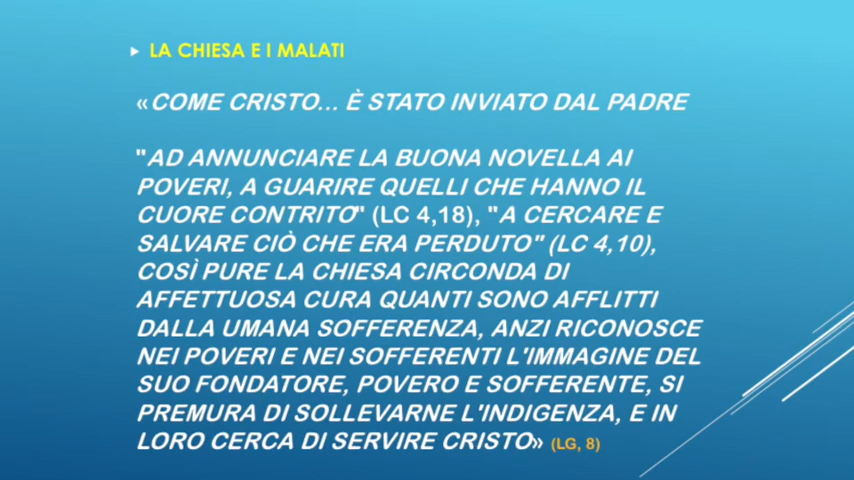 LA CHIESA E I MALATI
«COME CRISTO... È STATO INVIATO DAL PADRE
"AD ANNUNCIARE LA BUONA NOVELLA AI
POVERI, A GUARIRE QUELLI CHE HANNO IL
CUORE CONTRITO" (LC 4,18), "A CERCARE E
SALVARE CIÒ CHE ERA PERDUTO" (LC 4,10),
COSÌ PURE LA CHIESA CIRCONDA DI
AFFETTUOSA CURA QUANTI SONO AFFLITTI
DALLA UMANA SOFFERENZA, ANZI RICONOSCE
NEI POVERI E NEI SOFFERENTI L'IMMAGINE DEL
SUO FONDATORE, POVERO E SOFFERENTE, SI
PREMURA DI SOLLEVARNE L'INDIGENZA, E IN
LORO CERCA DI SERVIRE CRISTO» (LG, 8)